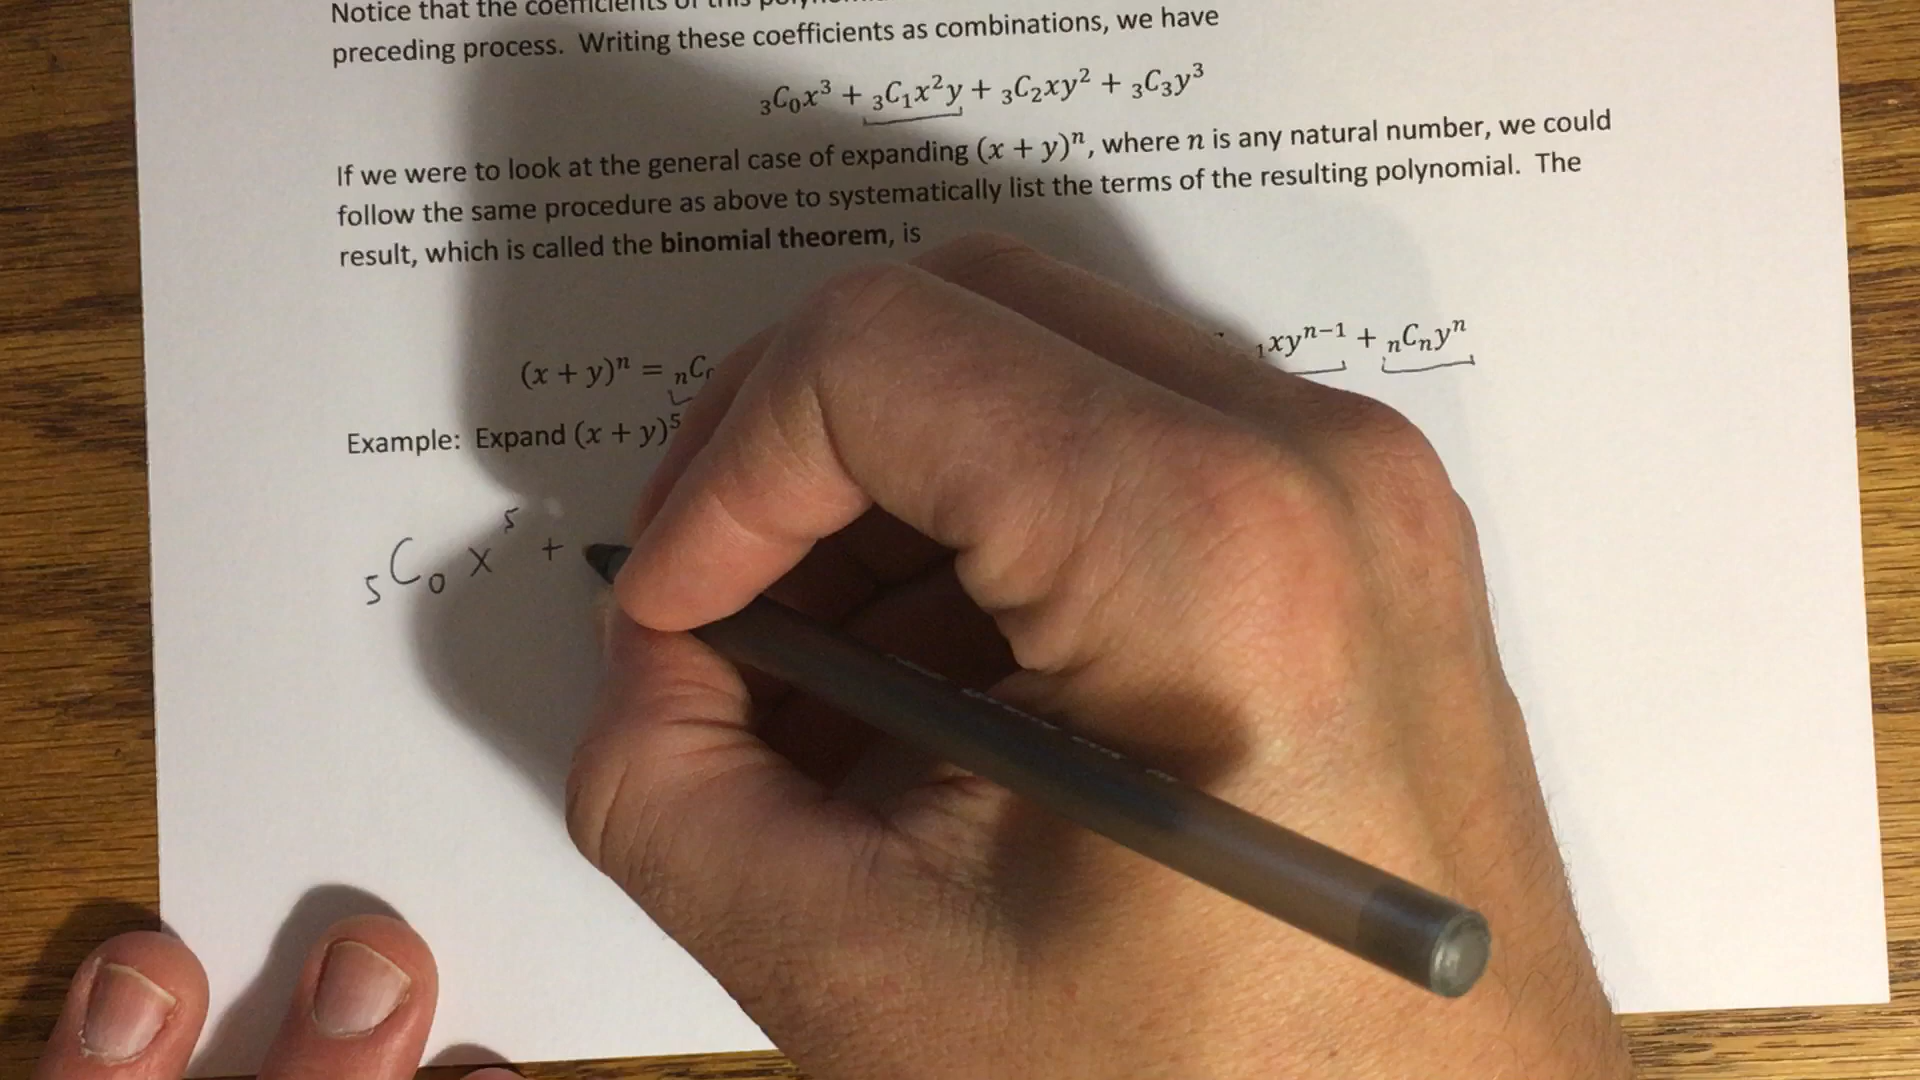 Notice that the coefficients of this
preceding process. Writing these coefficients as combinations, we have
₃C₀x³ + ₃C₁x²y + ₃C₂xy² + ₃C₃y³
If we were to look at the general case of expanding (x + y)ⁿ, where n is any natural number, we could
follow the same procedure as above to systematically list the terms of the resulting polynomial. The
result, which is called the binomial theorem, is
(x + y)ⁿ = ₙC ₁xyⁿ⁻¹ + ₙCₙyⁿ
Example: Expand (x + y)⁵
₅C₀ x⁵ +